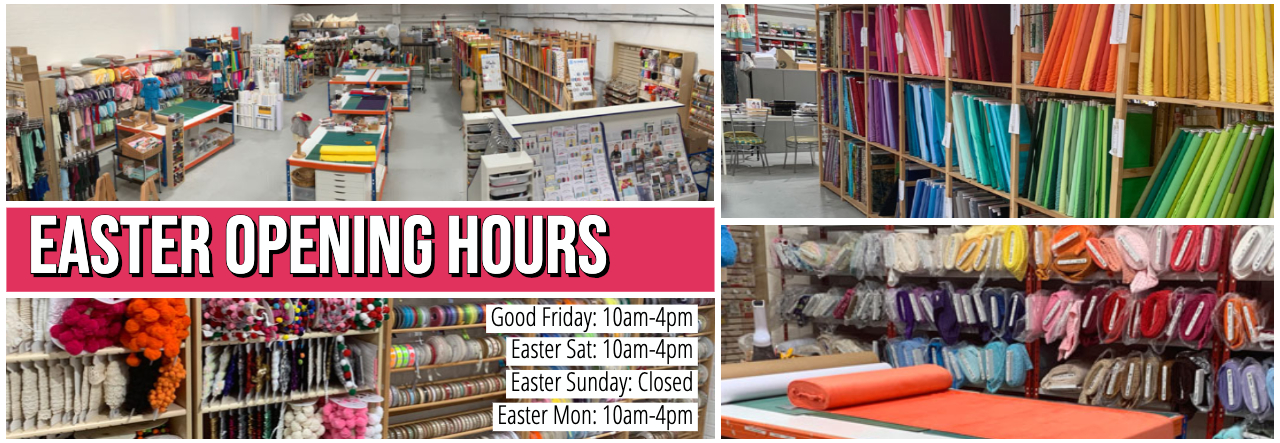 EASTER OPENING HOURS
Good Friday: 10am-4pm
Easter Sat: 10am-4pm
Easter Sunday: Closed
Easter Mon: 10am-4pm